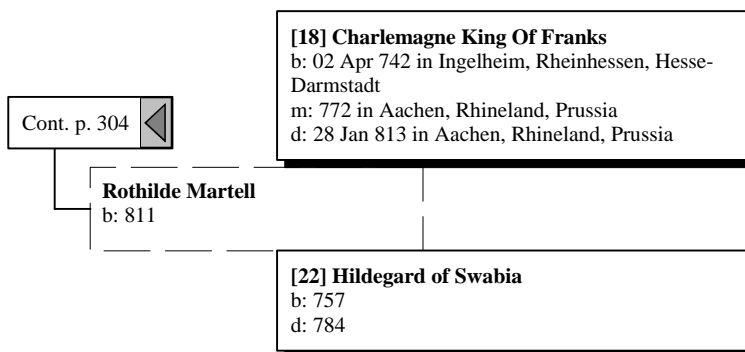 [18] Charlemagne King Of Franks
b: 02 Apr 742 in Ingelheim, Rheinhessen, Hesse-
Darmstadt
m: 772 in Aachen, Rhineland, Prussia
d: 28 Jan 813 in Aachen, Rhineland, Prussia
Cont. p. 304
Rothilde Martell
b: 811
[22] Hildegard of Swabia
b: 757
d: 784